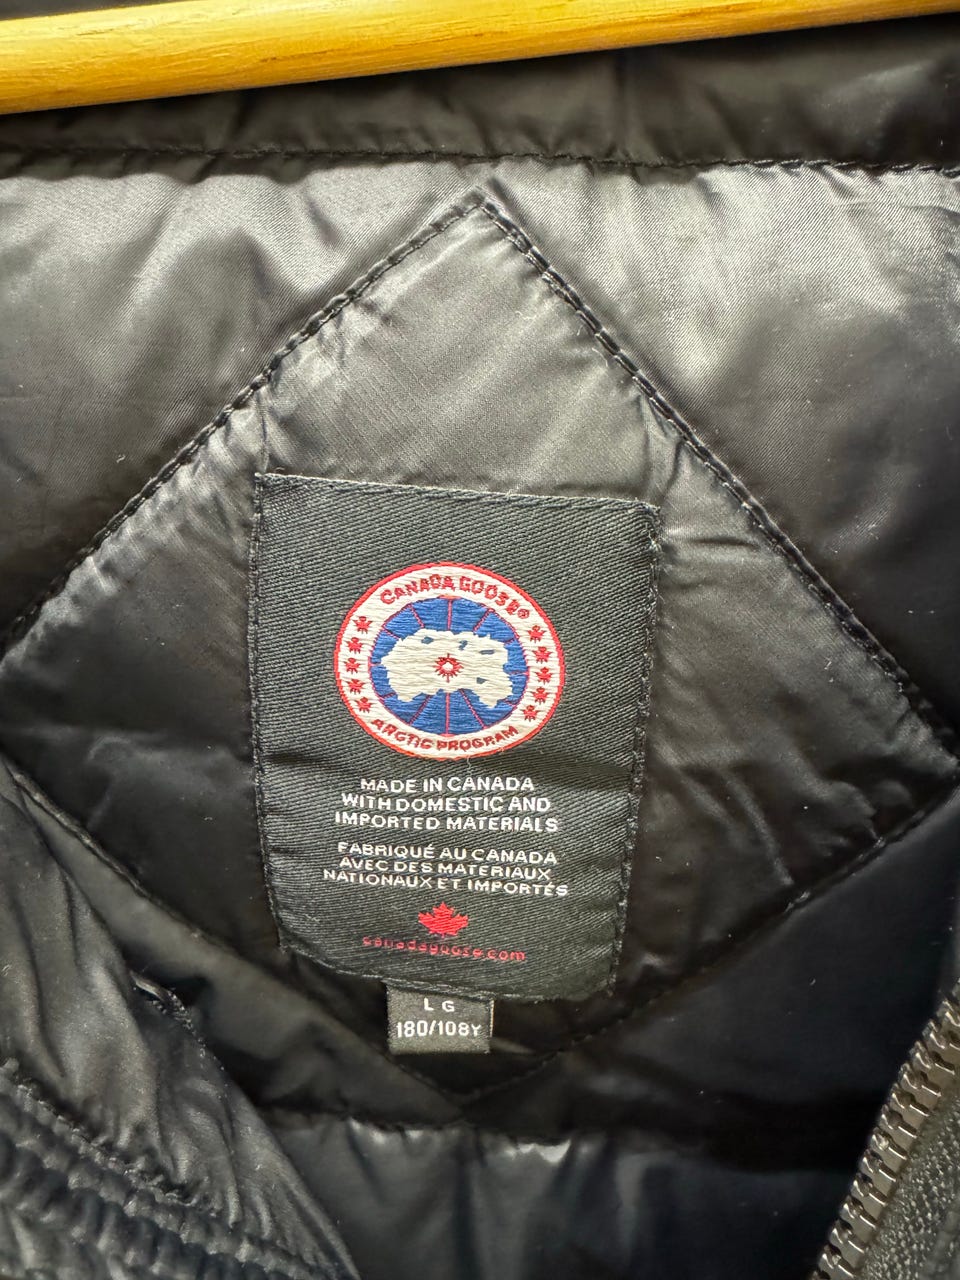 CANADA GOOSE®
ARCTIC PROGRAM
MADE IN CANADA
WITH DOMESTIC AND
IMPORTED MATERIALS
FABRIQUÉ AU CANADA
AVEC DES MATERIAUX
NATIONAUX ET IMPORTÉS
canadagoose.com
LG
180/108Y